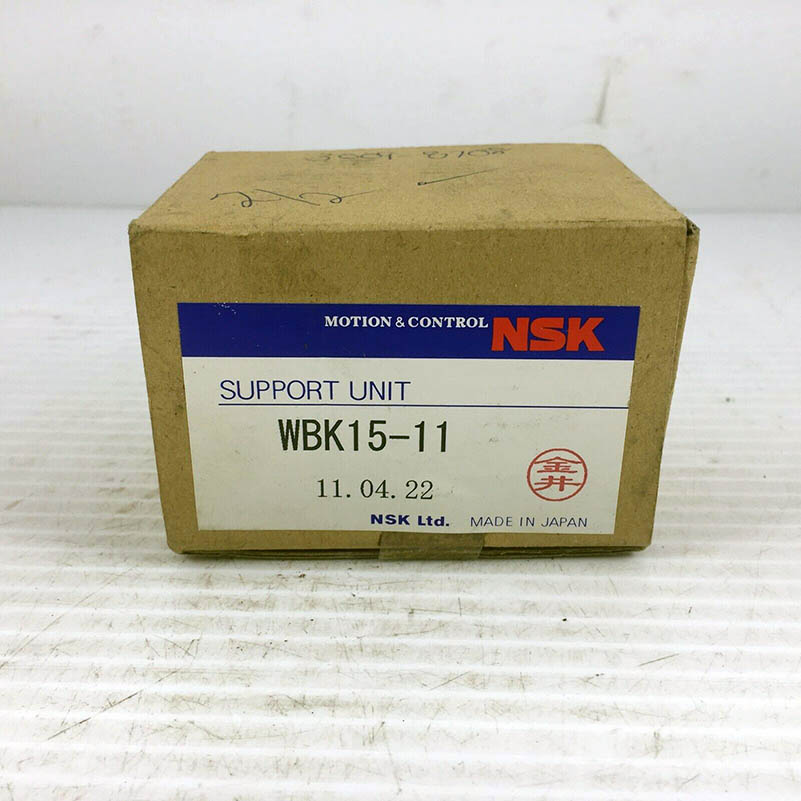 MOTION & CONTROL NSK
SUPPORT UNIT
WBK15-11
11.04.22
金井
NSK Ltd. MADE IN JAPAN